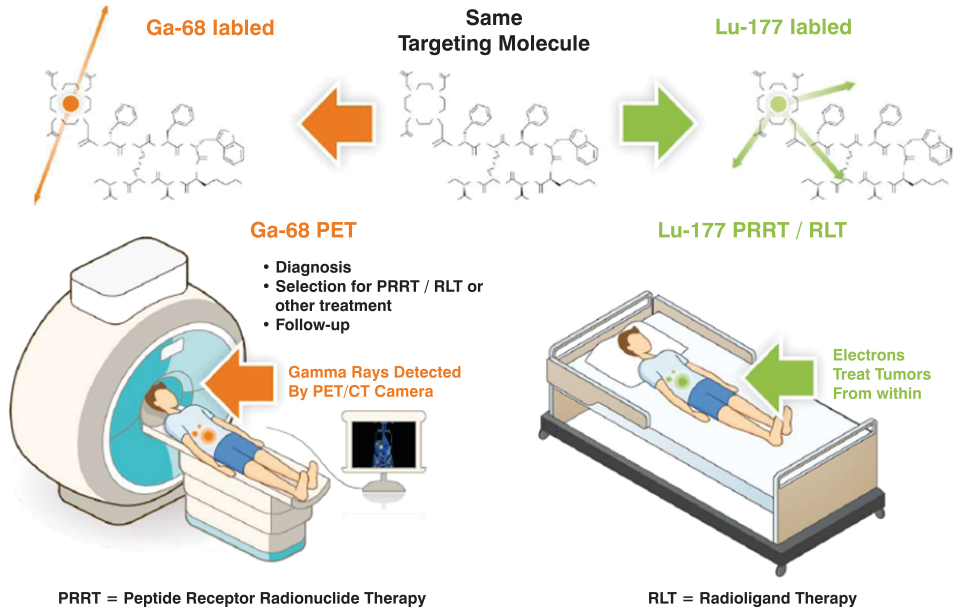 Same
Targeting Molecule
Ga-68 labled
Lu-177 labled
Ga-68 PET
• Diagnosis
• Selection for PRRT / RLT or
other treatment
• Follow-up
Gamma Rays Detected
By PET/CT Camera
Lu-177 PRRT / RLT
Electrons
Treat Tumors
From within
PRRT = Peptide Receptor Radionuclide Therapy
RLT = Radioligand Therapy